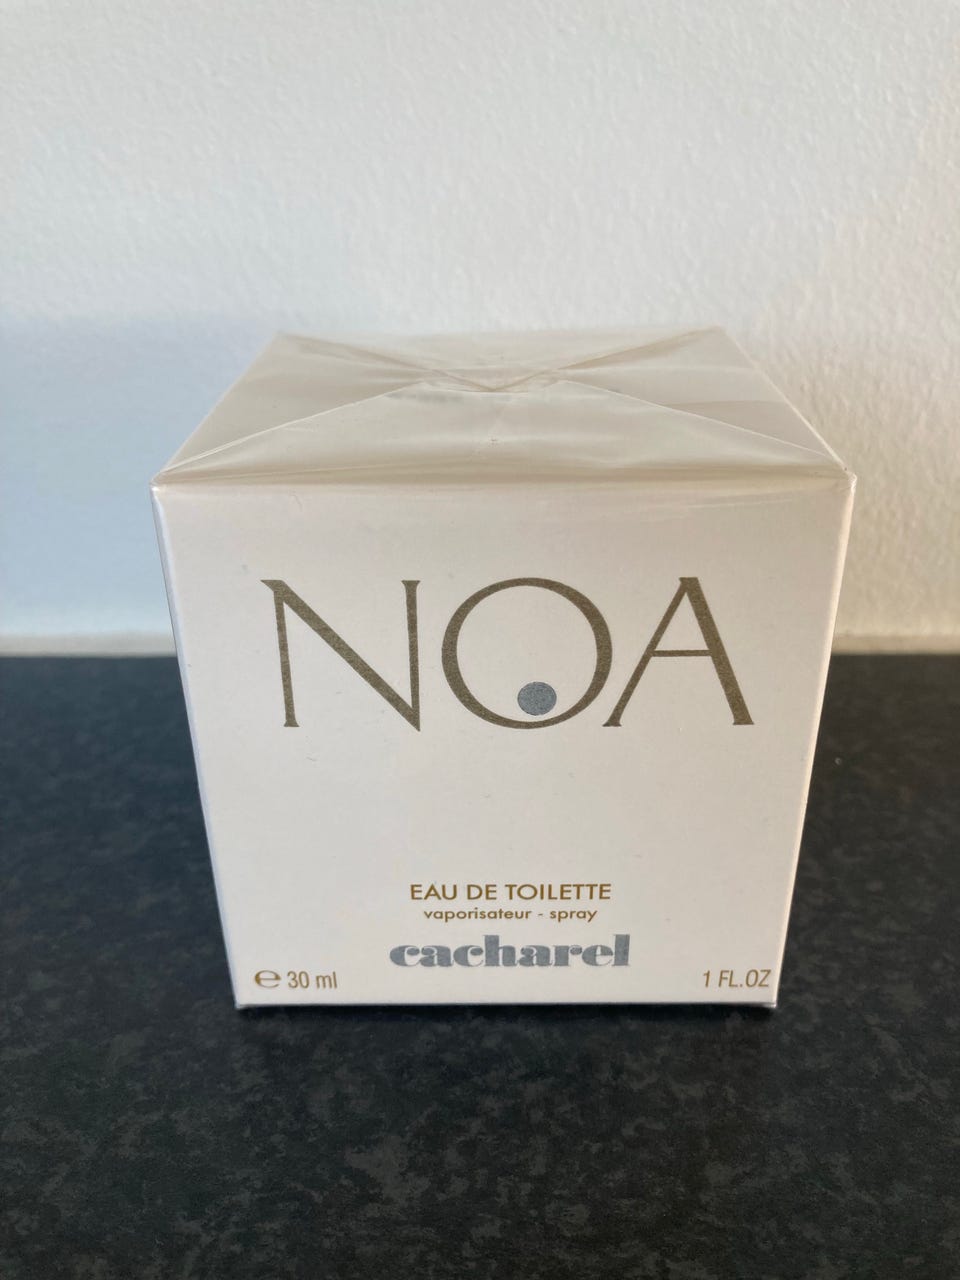 NOA
EAU DE TOILETTE
vaporisateur - spray
cacharel
℮ 30 ml
1 FL.OZ